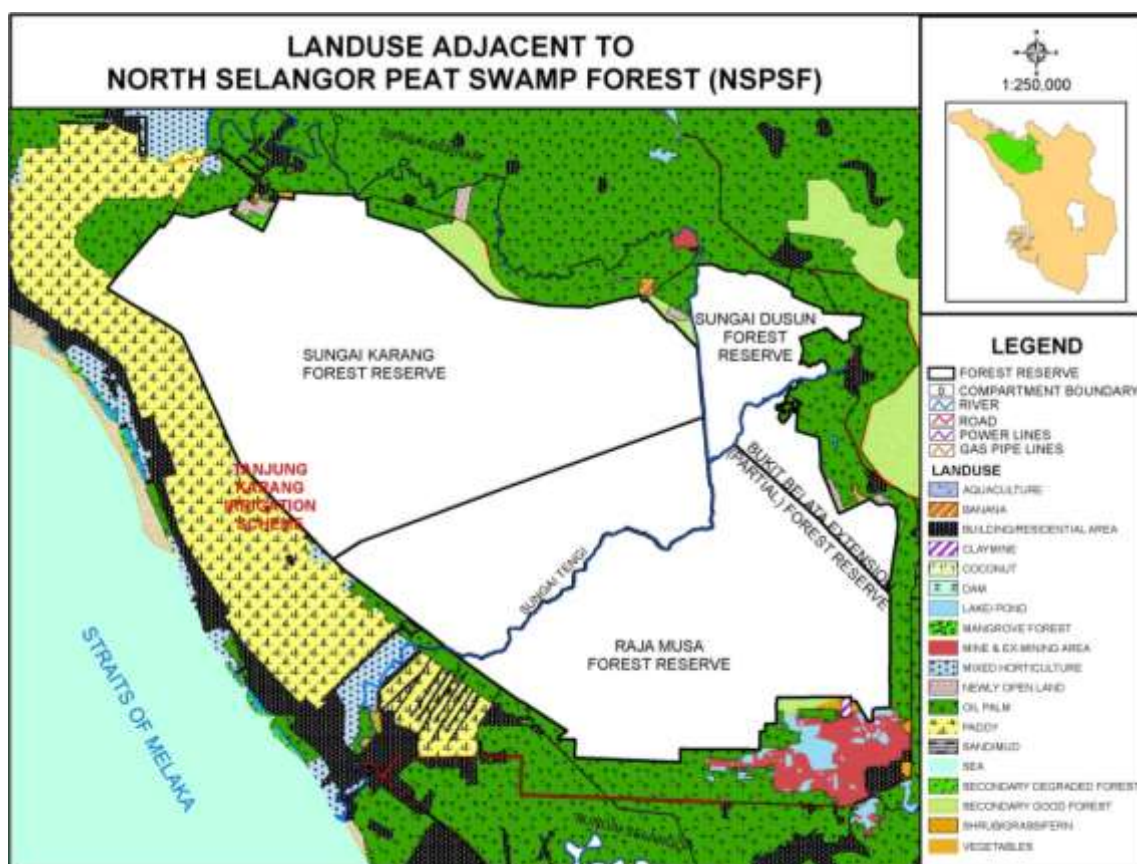 LANDUSE ADJACENT TO
NORTH SELANGOR PEAT SWAMP FOREST (NSPSF)
1:250,000
SUNGAI KARANG
FOREST RESERVE
SUNGAI DUSUN
FOREST
RESERVE
TANJUNG
KARANG
IRRIGATION
SCHEME
BUKIT BELATA EXTENSION
(PARTIAL) FOREST RESERVE
SUNGAI TENGI
RAJA MUSA
FOREST RESERVE
STRAITS OF MELAKA
SUNGAI SELANGOR
LEGEND
FOREST RESERVE
COMPARTMENT BOUNDARY
RIVER
ROAD
POWER LINES
GAS PIPE LINES
LANDUSE
AQUACULTURE
BANANA
BUILDING/RESIDENTIAL AREA
CLAYMINE
COCONUT
DAM
LAKE/ POND
MANGROVE FOREST
MINE & EX-MINING AREA
MIXED HORTICULTURE
NEWLY OPEN LAND
OIL PALM
PADDY
SAND/MUD
SEA
SECONDARY DEGRADED FOREST
SECONDARY GOOD FOREST
SHRUB/GRASS/FERN
VEGETABLES